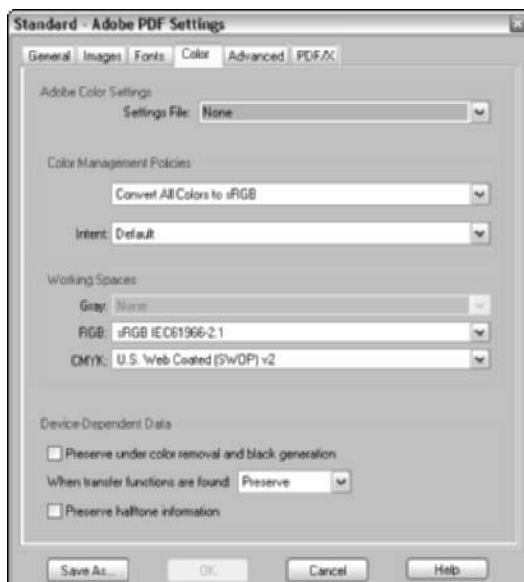 Standard - Adobe PDF Settings
General Images Fonts Color Advanced PDF/X
Adobe Color Settings
Settings File: None
Color Management Policies
Convert All Colors to sRGB
Intent: Default
Working Spaces
Gray: None
RGB: sRGB IEC61966-2.1
CMYK: U.S. Web Coated (SWOP) v2
Device-Dependent Data
Preserve under color removal and black generation
When transfer functions are found: Preserve
Preserve halftone information
Save As... OK Cancel Help